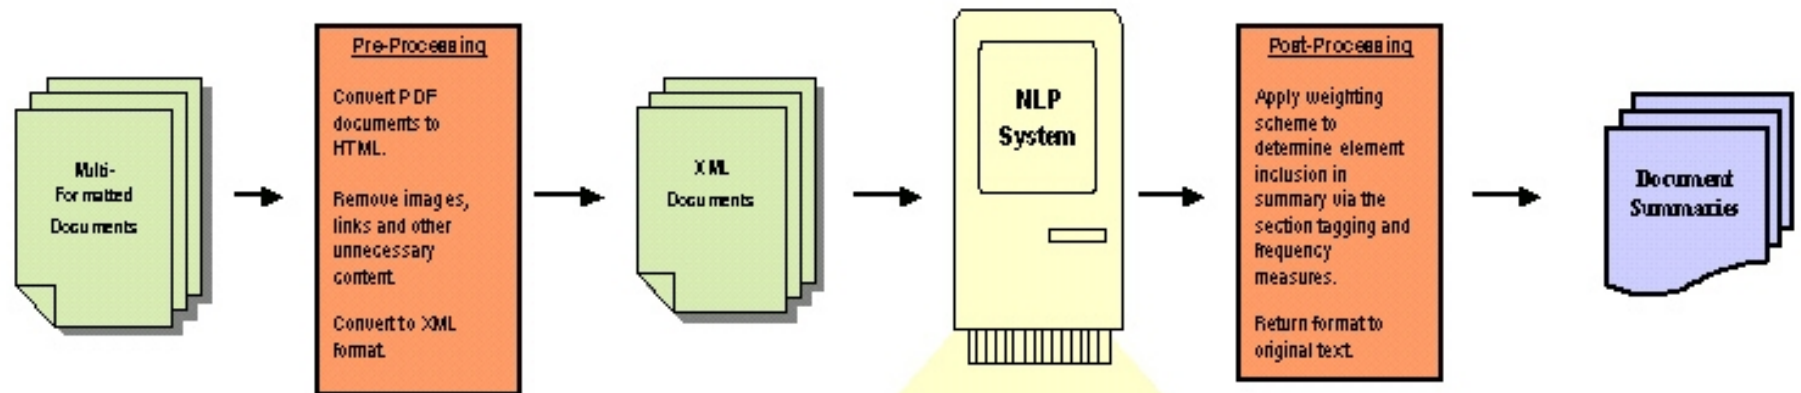 Multi-
Formatted
Documents
Pre-Processing
Convert PDF
documents to
HTML.
Remove images,
links and other
unnecessary
content.
Convert to XML
format.
XML
Documents
NLP
System
Post-Processing
Apply weighting
scheme to
determine element
inclusion in
summary via the
section tagging and
frequency
measures.
Return format to
original text.
Document
Summaries